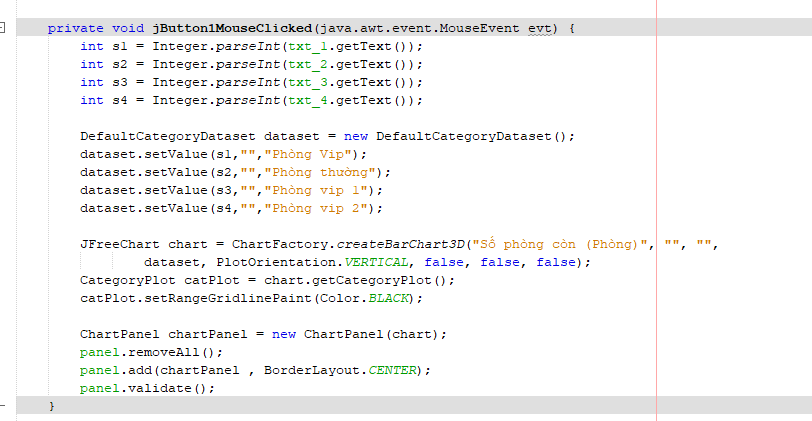 private void jButton1MouseClicked(java.awt.event.MouseEvent evt) {
int s1 = Integer.parseInt(txt_1.getText());
int s2 = Integer.parseInt(txt_2.getText());
int s3 = Integer.parseInt(txt_3.getText());
int s4 = Integer.parseInt(txt_4.getText());
DefaultCategoryDataset dataset = new DefaultCategoryDataset();
dataset.setValue(s1,"","Phòng Vip");
dataset.setValue(s2,"","Phòng thường");
dataset.setValue(s3,"","Phòng vip 1");
dataset.setValue(s4,"","Phòng vip 2");
JFreeChart chart = ChartFactory.createBarChart3D("Số phòng còn (Phòng)", "", "",
dataset, PlotOrientation.VERTICAL, false, false, false);
CategoryPlot catPlot = chart.getCategoryPlot();
catPlot.setRangeGridlinePaint(Color.BLACK);
ChartPanel chartPanel = new ChartPanel(chart);
panel.removeAll();
panel.add(chartPanel , BorderLayout.CENTER);
panel.validate();
}